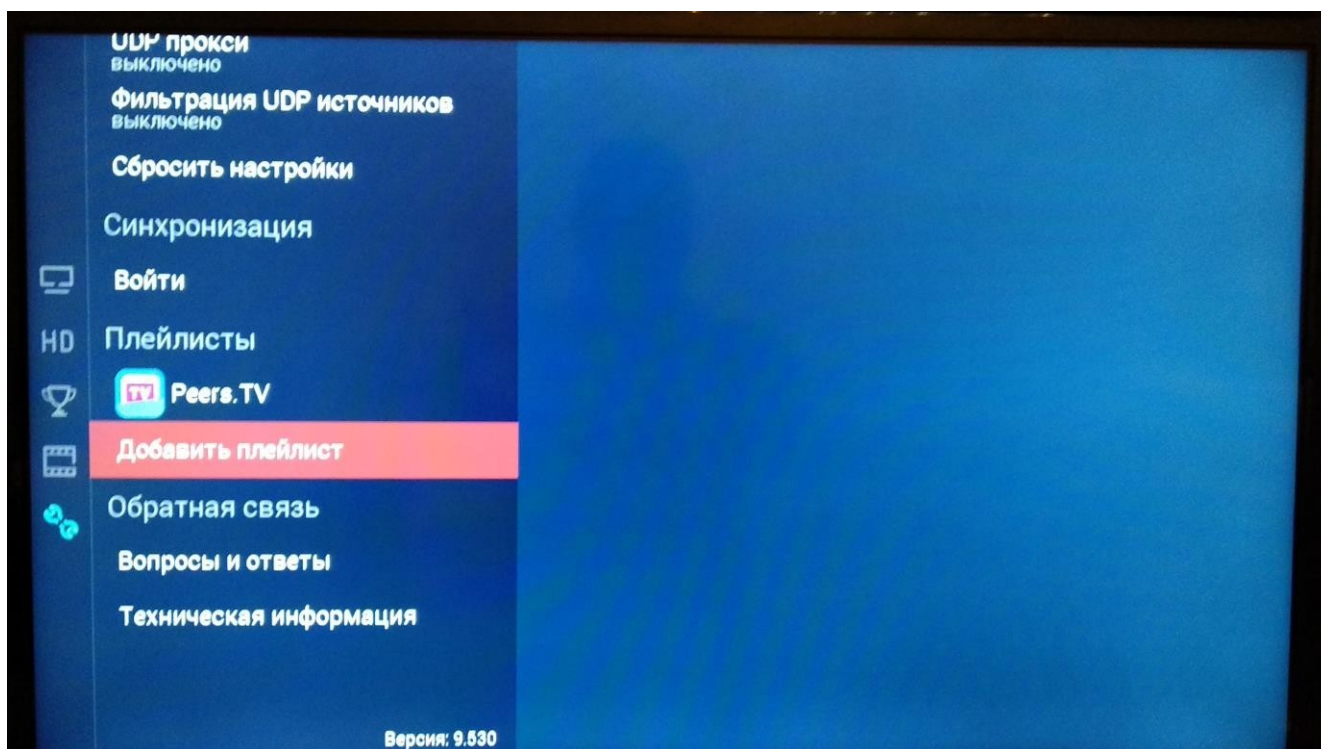 UDP прокси
выключено
Фильтрация UDP источников
выключено
Сбросить настройки
Синхронизация
Войти
HD
Плейлисты
TV
Peers.TV
Добавить плейлист
Обратная связь
Вопросы и ответы
Техническая информация
Версия: 9.530